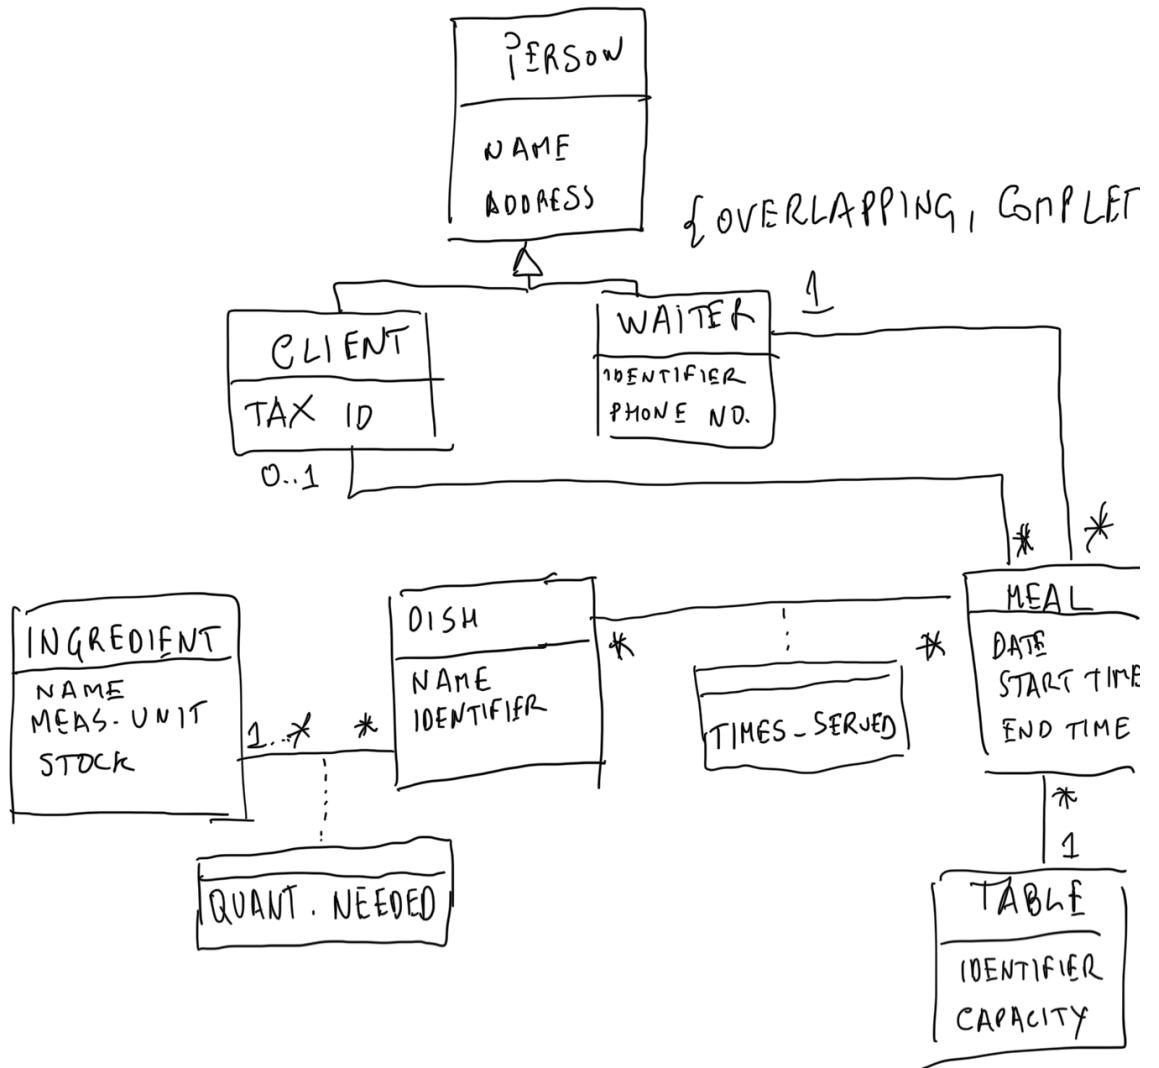 PERSON
NAME
ADDRESS
{OVERLAPPING, COMPLET
1
CLIENT
TAX ID
0..1
WAITER
IDENTIFIER
PHONE NO.
*
*
INGREDIENT
NAME
MEAS-UNIT
STOCK
1..*
*
DISH
NAME
IDENTIFIER
*
*
TIMES_SERVED
MEAL
DATE
START TIME
END TIME
QUANT. NEEDED
*
1
TABLE
IDENTIFIER
CAPACITY